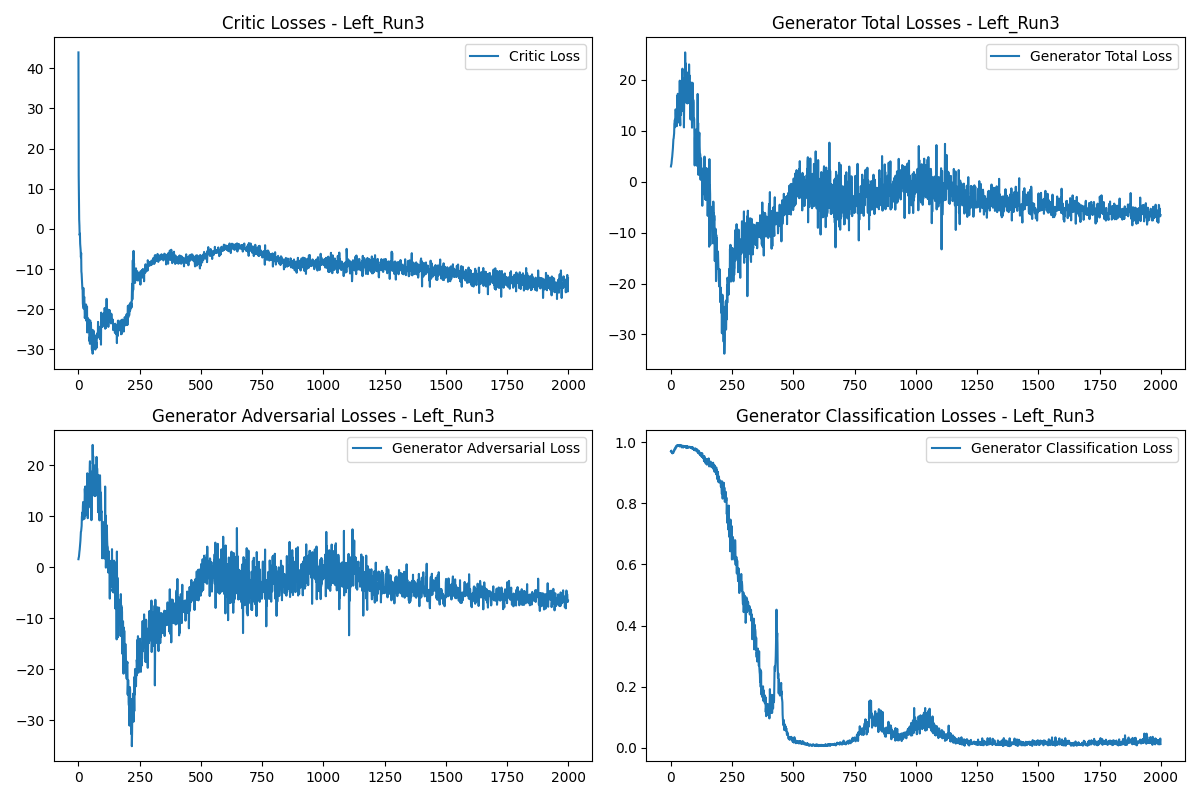 Critic Losses - Left_Run3
Critic Loss
40
30
20
10
0
−10
−20
−30
0 250 500 750 1000 1250 1500 1750 2000
Generator Total Losses - Left_Run3
Generator Total Loss
20
10
0
−10
−20
−30
0 250 500 750 1000 1250 1500 1750 2000
Generator Adversarial Losses - Left_Run3
Generator Adversarial Loss
20
10
0
−10
−20
−30
0 250 500 750 1000 1250 1500 1750 2000
Generator Classification Losses - Left_Run3
Generator Classification Loss
1.0
0.8
0.6
0.4
0.2
0.0
0 250 500 750 1000 1250 1500 1750 2000